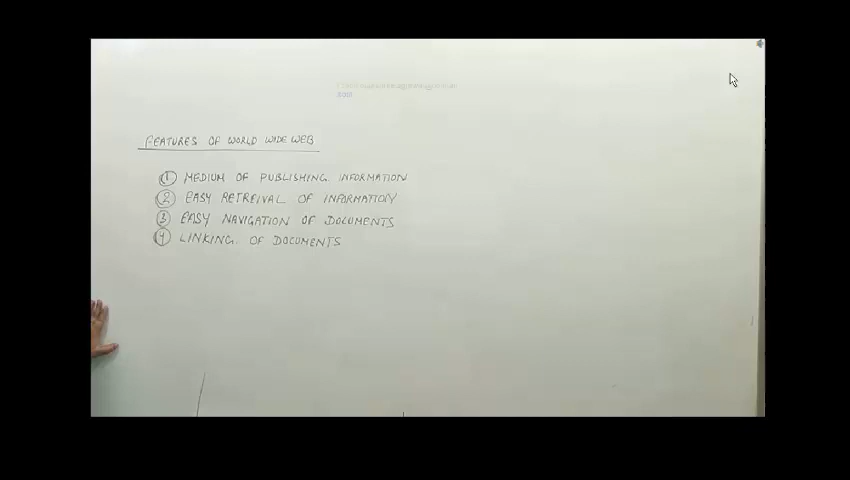 FEATURES OF WORLD WIDE WEB
1 MEDIUM OF PUBLISHING INFORMATION
2 EASY RETREIVAL OF INFORMATION
3 EASY NAVIGATION OF DOCUMENTS
4 LINKING OF DOCUMENTS